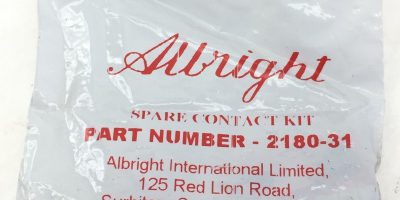 Albright
SPARE CONTACT KIT
PART NUMBER - 2180-31
Albright International Limited,
125 Red Lion Road,